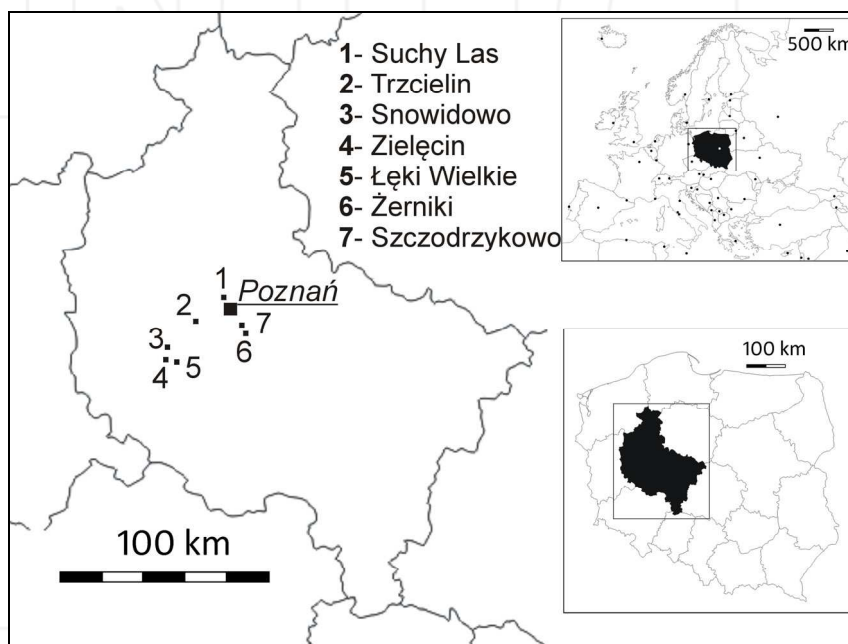 1- Suchy Las
2- Trzcielin
3- Snowidowo
4- Zielęcin
5- Łęki Wielkie
6- Żerniki
7- Szczodrzykowo
500 km
1
Poznań
2
7
6
3
4
5
100 km
100 km